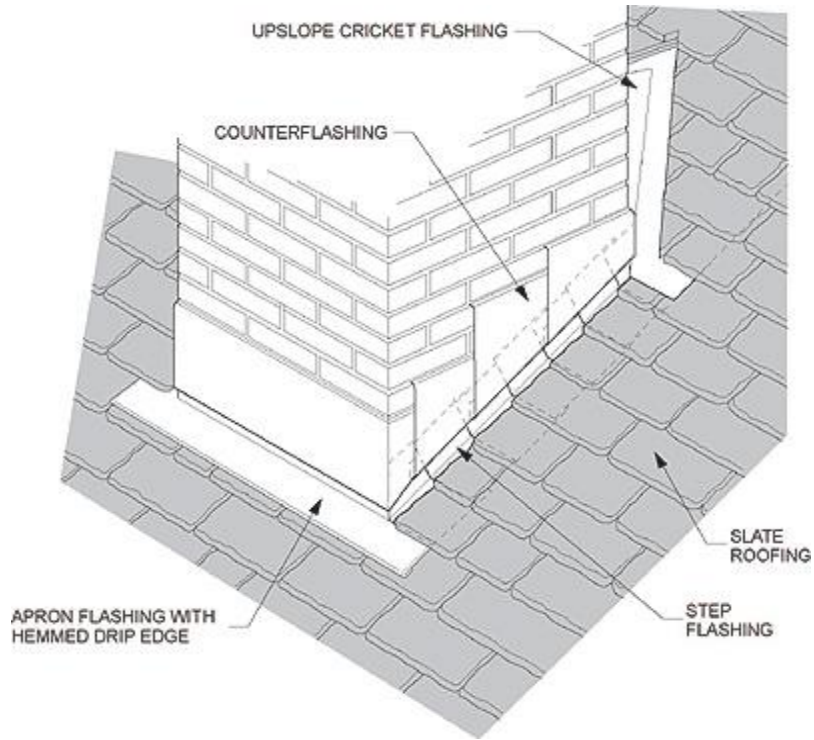 UPSLOPE CRICKET FLASHING
COUNTERFLASHING
SLATE
ROOFING
APRON FLASHING WITH
HEMMED DRIP EDGE
STEP
FLASHING